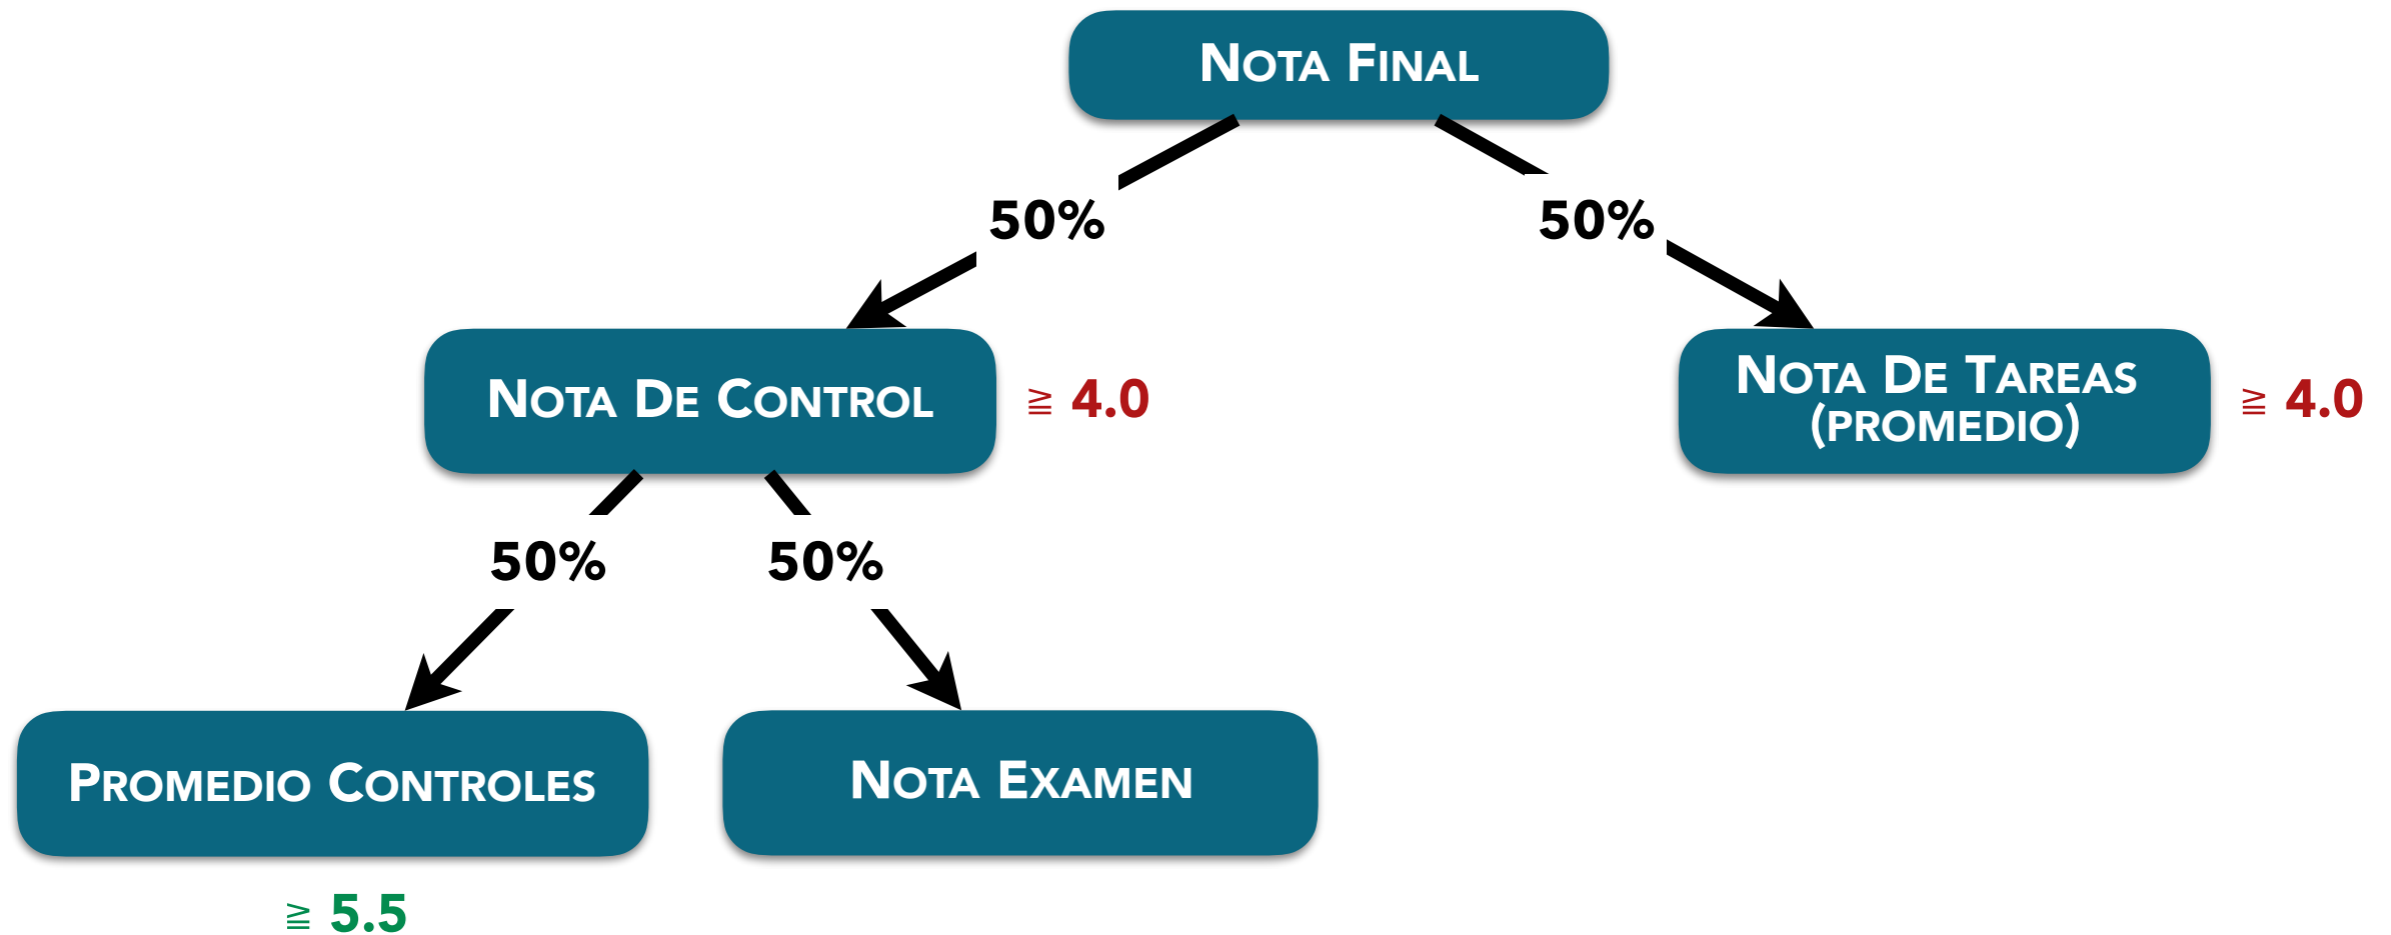 NOTA FINAL
50%
50%
NOTA DE CONTROL
≧ 4.0
NOTA DE TAREAS
(PROMEDIO)
≧ 4.0
50%
50%
PROMEDIO CONTROLES
NOTA EXAMEN
≧ 5.5